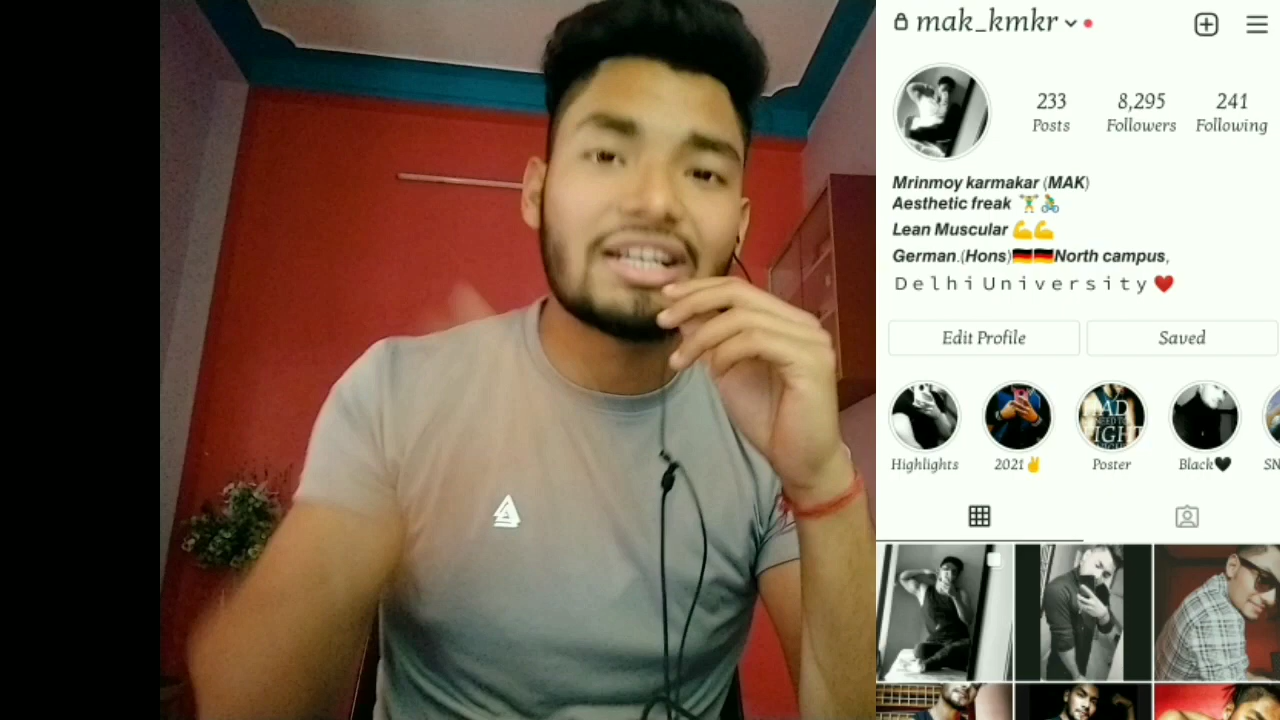 mak_kmkr
233 8,295 241
Posts Followers Following
Mrinmoy karmakar (MAK)
Aesthetic freak 🏋️‍♂️🚴‍♂️
Lean Muscular 💪💪
German.(Hons)🇩🇪🇩🇪North campus,
Delhi University ❤️
Edit Profile Saved
Highlights 2021✌️ Poster Black🖤 SN